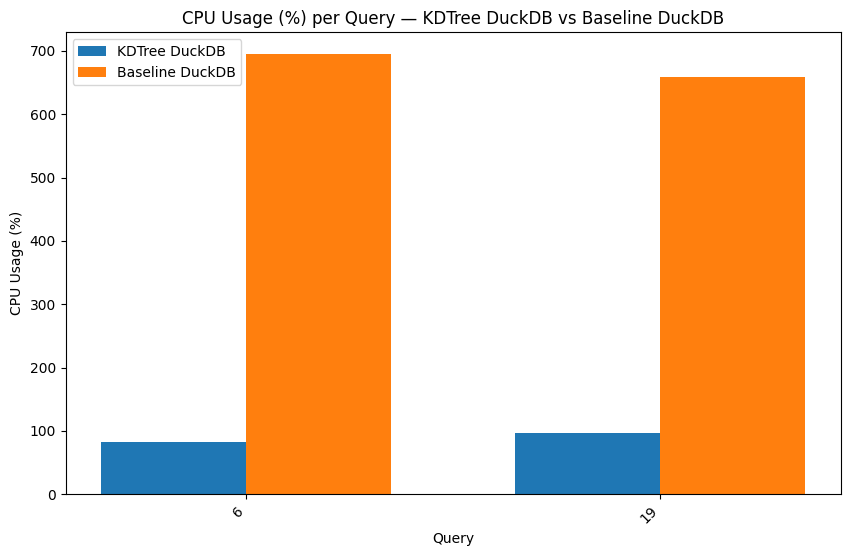 CPU Usage (%) per Query — KDTree DuckDB vs Baseline DuckDB
KDTree DuckDB
Baseline DuckDB
CPU Usage (%)
700
600
500
400
300
200
100
0
6
19
Query